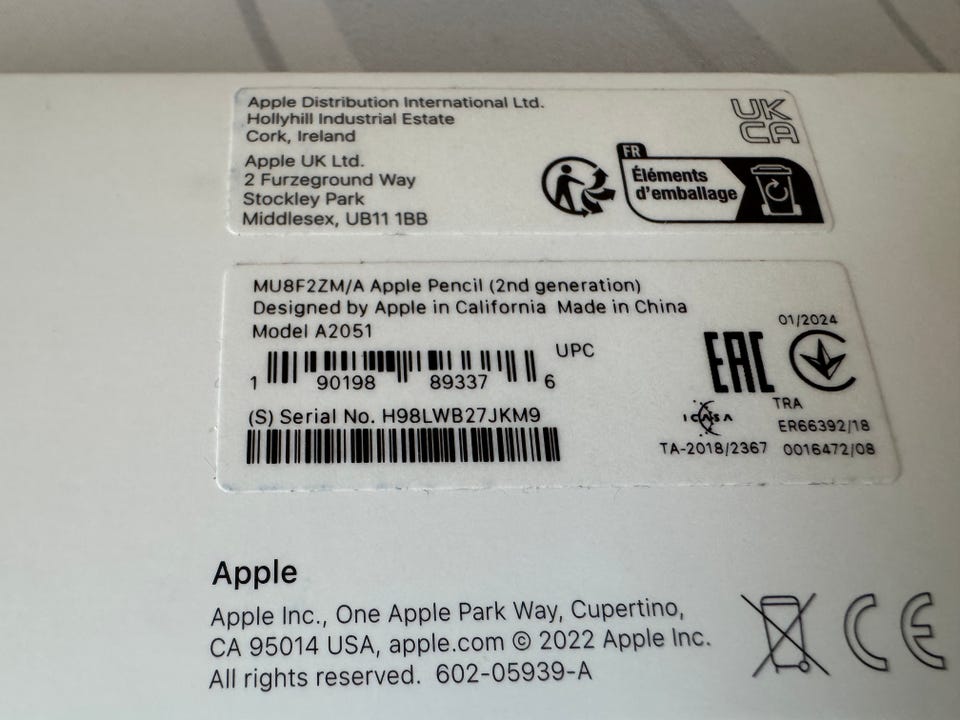 Apple Distribution International Ltd.
Hollyhill Industrial Estate
Cork, Ireland
Apple UK Ltd.
2 Furzeground Way
Stockley Park
Middlesex, UB11 1BB
UK
CA
FR
Éléments
d'emballage
MU8F2ZM/A Apple Pencil (2nd generation)
Designed by Apple in California Made in China
Model A2051
UPC
1 90198 89337 6
(S) Serial No. H98LWB27JKM9
01/2024
EAC
ICASA
TRA
ER66392/18
TA-2018/2367 0016472/08
Apple
Apple Inc., One Apple Park Way, Cupertino,
CA 95014 USA, apple.com © 2022 Apple Inc.
All rights reserved. 602-05939-A
CE